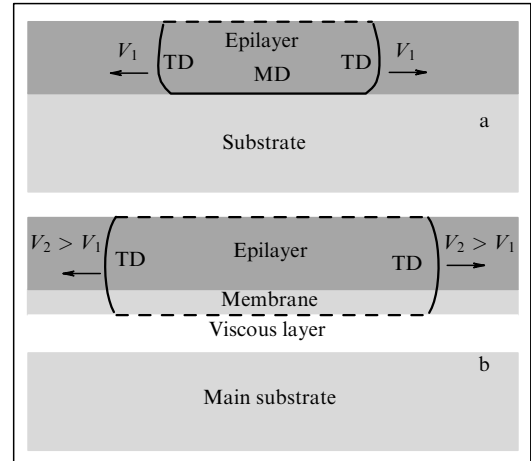 Epilayer
V₁ TD MD TD V₁
a
Substrate
V₂ > V₁ V₂ > V₁
TD Epilayer TD
Membrane
Viscous layer
b
Main substrate